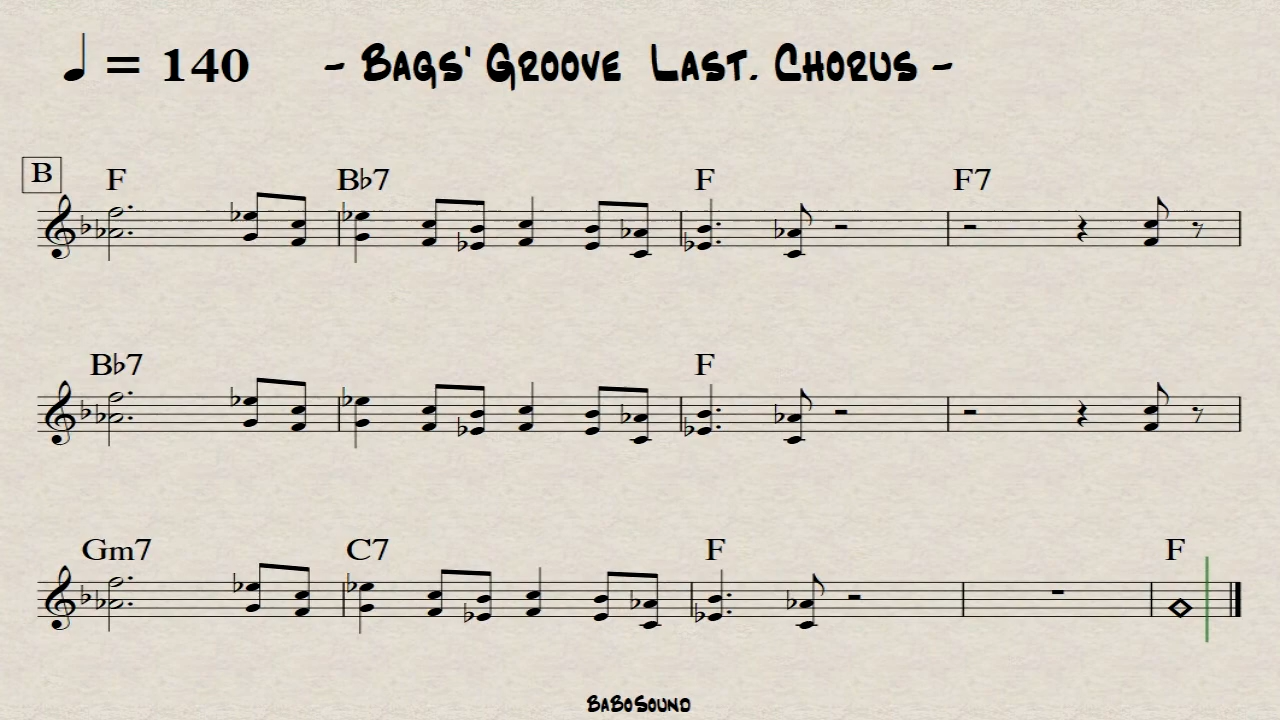 ♩ = 140 - BAGS' GROOVE LAST. CHORUS -
B F B♭7 F F7
B♭7 F
Gm7 C7 F F
BABOSOUND